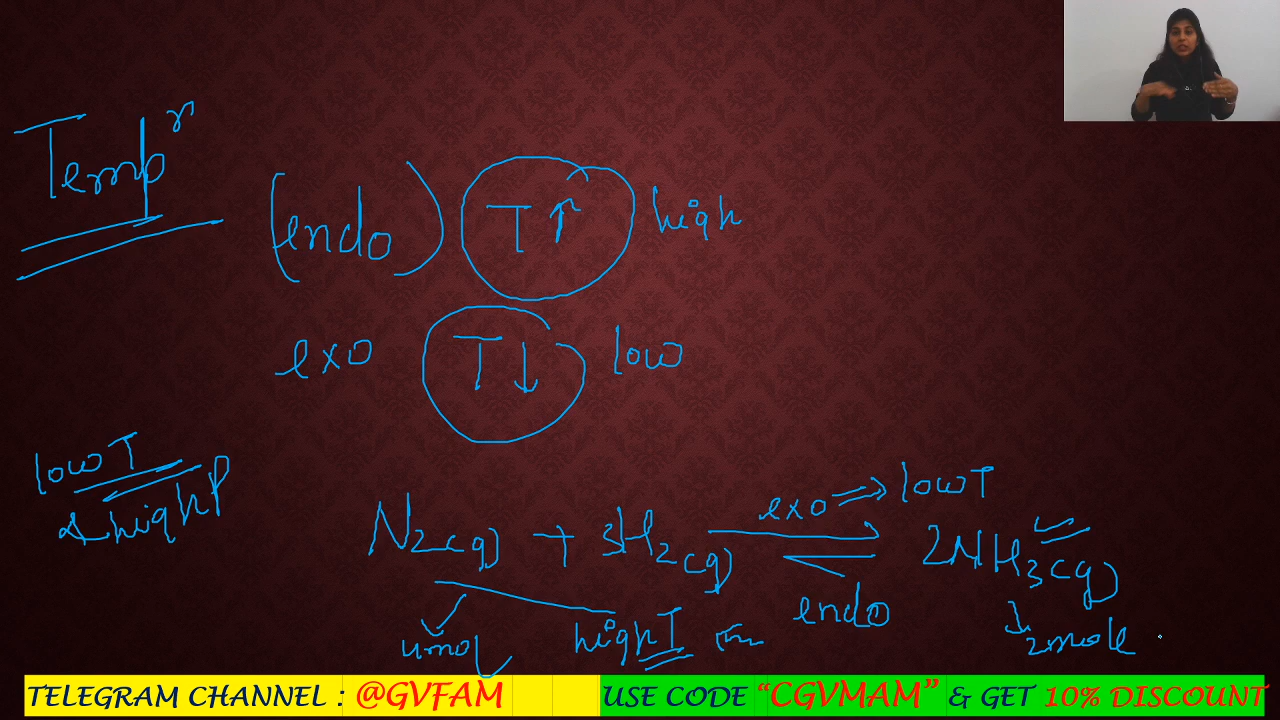 Tempr
(endo) T↑ high
exo T↓ low
low T
& high P
exo ⇒ low T
N2(g) + 3H2(g) ⇌ 2NH3(g)
endo
4mol high T ⇐ ↓ 2mole
TELEGRAM CHANNEL : @GVFAM USE CODE “CGVMAM” & GET 10% DISCOUNT